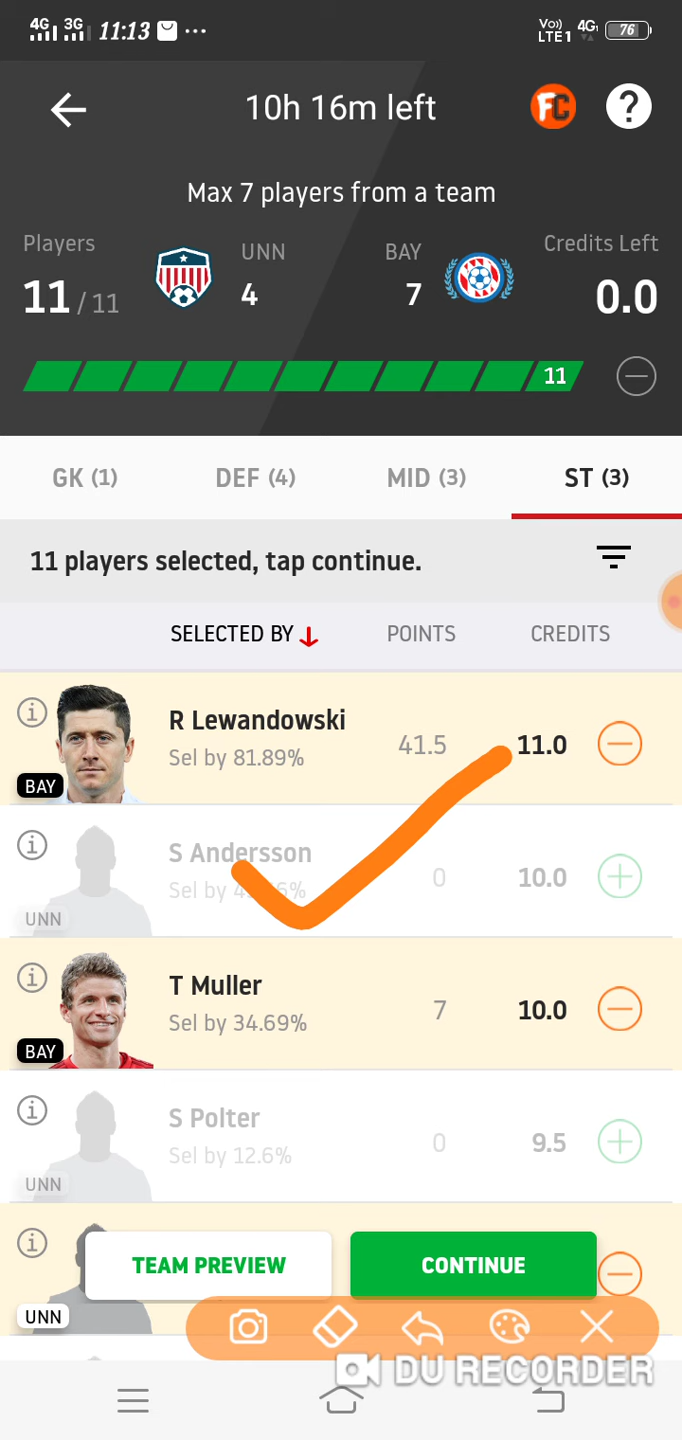 4G 3G 11:13 ... Vo)) LTE1 4G 76
10h 16m left FC ?
Max 7 players from a team
Players UNN BAY Credits Left
11 / 11 4 7 0.0
11
GK (1) DEF (4) MID (3) ST (3)
11 players selected, tap continue.
SELECTED BY POINTS CREDITS
R Lewandowski
Sel by 81.89% 41.5 11.0
BAY
S Andersson
Sel by 0 10.0
UNN
T Muller
Sel by 34.69% 7 10.0
BAY
S Polter
Sel by 12.6% 0 9.5
UNN
TEAM PREVIEW CONTINUE
UNN
DU RECORDER